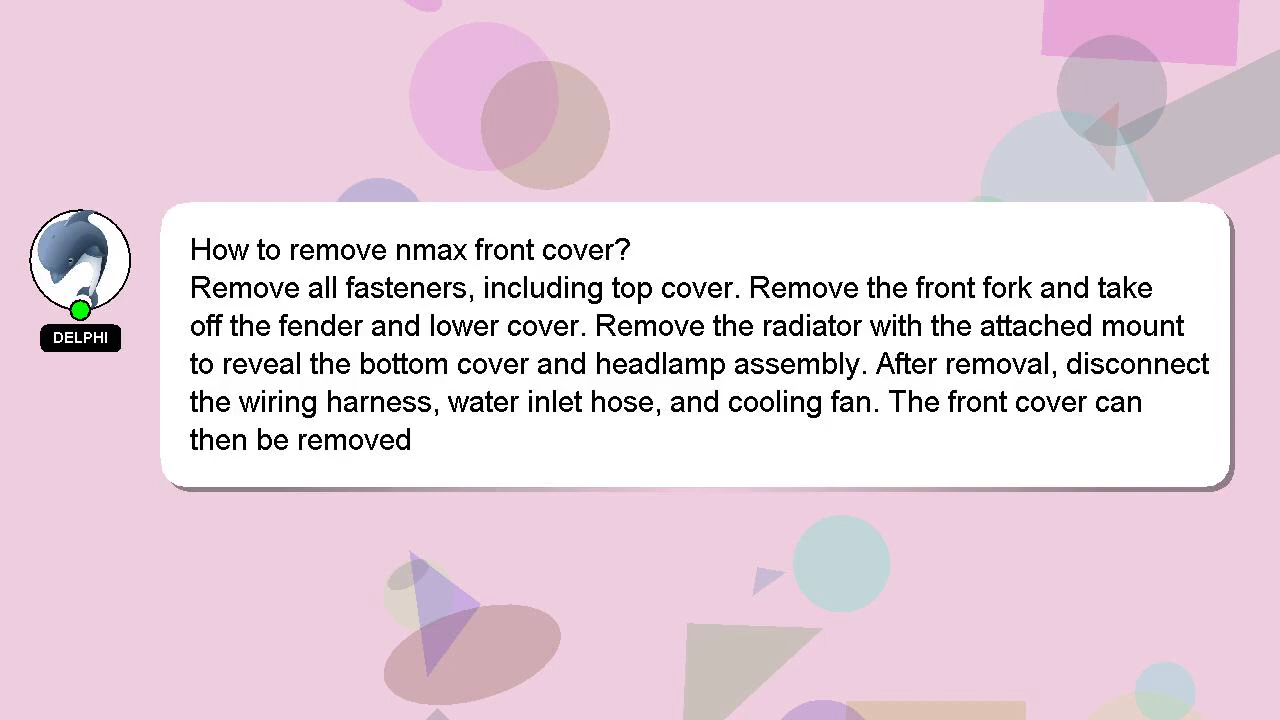 How to remove nmax front cover?
Remove all fasteners, including top cover. Remove the front fork and take
off the fender and lower cover. Remove the radiator with the attached mount
to reveal the bottom cover and headlamp assembly. After removal, disconnect
the wiring harness, water inlet hose, and cooling fan. The front cover can
then be removed
DELPHI